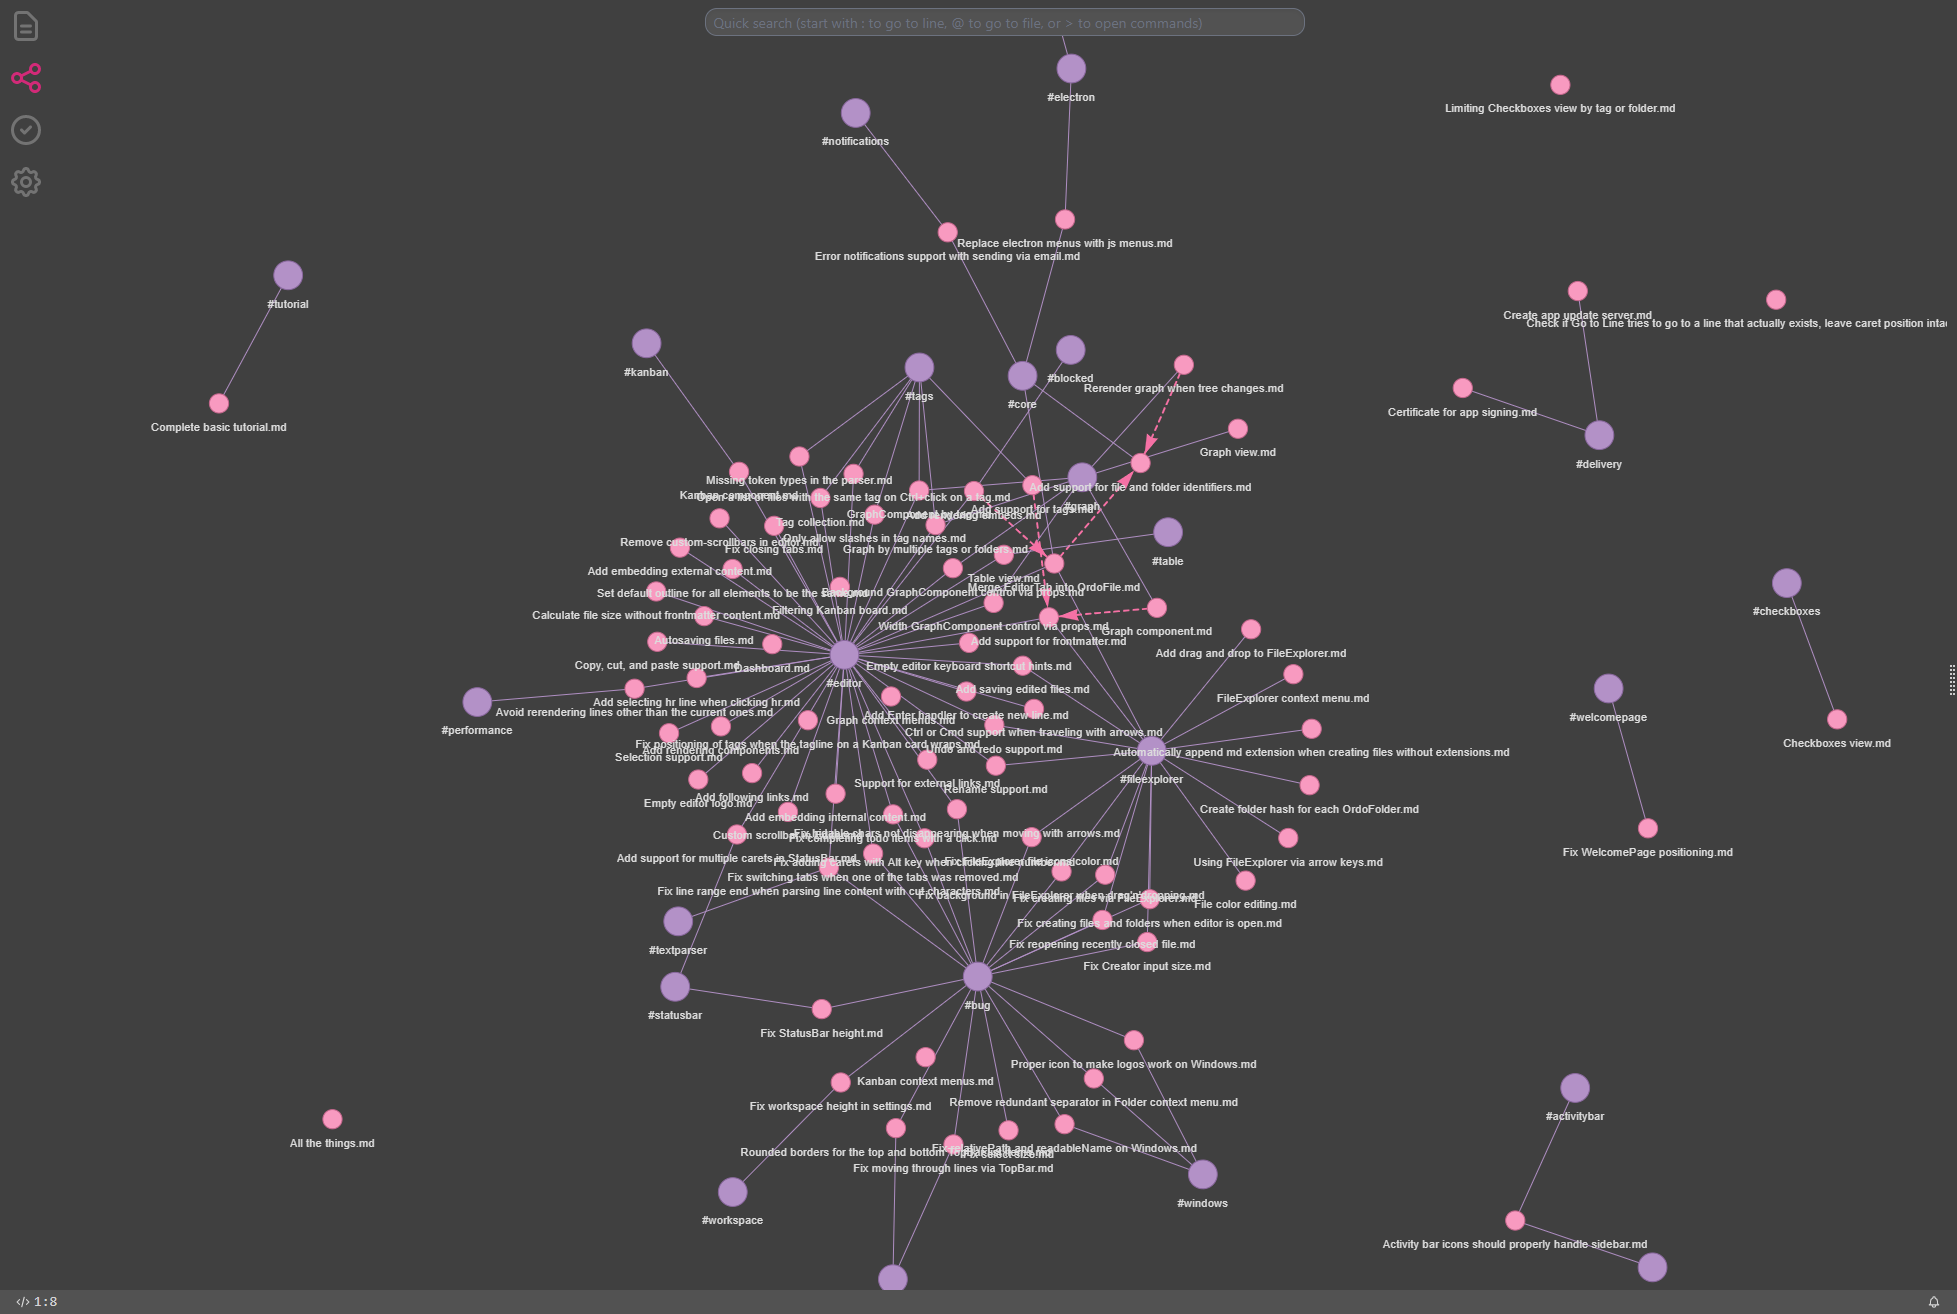 Quick search (start with : to go to line, @ to go to file, or > to open commands)
#electron
Limiting Checkboxes view by tag or folder.md
#notifications
Replace electron menus with js menus.md
Error notifications support with sending via email.md
#tutorial
Create app update server.md
Check if Go to Line tries to go to a line that actually exists, leave caret position inta
#kanban
#blocked
Rerender graph when tree changes.md
#tags
#core
Certificate for app signing.md
Complete basic tutorial.md
Graph view.md
#delivery
Missing token types in the parser.md
Add support for file and folder identifiers.md
Kanban component.md
Open a list of files with the same tag on Ctrl+click on a tag.md
#graph
Add support for tags.md
GraphComponent by tag
Add rendering embeds.md
Tag collection.md
Only allow slashes in tag names.md
Remove custom-scrollbars in editor.md
Fix closing tabs.md
Graph by multiple tags or folders.md
#table
Add embedding external content.md
Table view.md
#checkboxes
Merge EditorTab into OrdoFile.md
Set default outline for all elements to be the same.md
Background GraphComponent control via props.md
Filtering Kanban board.md
Calculate file size without frontmatter content.md
Width GraphComponent control via props.md
Graph component.md
Autosaving files.md
Add support for frontmatter.md
Add drag and drop to FileExplorer.md
Copy, cut, and paste support.md
Dashboard.md
Empty editor keyboard shortcut hints.md
#editor
Add saving edited files.md
FileExplorer context menu.md
Add selecting hr line when clicking hr.md
Avoid rerendering lines other than the current ones.md
Add Enter handler to create new line.md
#welcomepage
Graph context menus.md
#performance
Ctrl or Cmd support when traveling with arrows.md
Checkboxes view.md
Fix positioning of tags when the tagline on a Kanban card wraps.md
Add rendering components.md
Undo and redo support.md
Automatically append md extension when creating files without extensions.md
Selection support.md
#fileexplorer
Support for external links.md
Rename support.md
Add following links.md
Empty editor logo.md
Create folder hash for each OrdoFolder.md
Add embedding internal content.md
Custom scrollbar
Fix hidable chars not disappearing when moving with arrows.md
Fix completing todo items with a click.md
Fix WelcomePage positioning.md
Add support for multiple carets in StatusBar.md
Fix adding carets with Alt key when clicking line numbers.md
Fix FileExplorer file icons color.md
Using FileExplorer via arrow keys.md
Fix switching tabs when one of the tabs was removed.md
Fix line range end when parsing line content with cut characters.md
Fix background in FileExplorer when drag'n'dropping.md
Fix creating files via FileExplorer.md
File color editing.md
Fix creating files and folders when editor is open.md
#textparser
Fix reopening recently closed file.md
Fix Creator input size.md
#bug
#statusbar
Fix StatusBar height.md
Proper icon to make logos work on Windows.md
Kanban context menus.md
Remove redundant separator in Folder context menu.md
Fix workspace height in settings.md
#activitybar
All the things.md
Fix relativePath and readableName on Windows.md
Rounded borders for the top and bottom
Fix select size.md
Fix moving through lines via TopBar.md
#windows
#workspace
Activity bar icons should properly handle sidebar.md
1:8